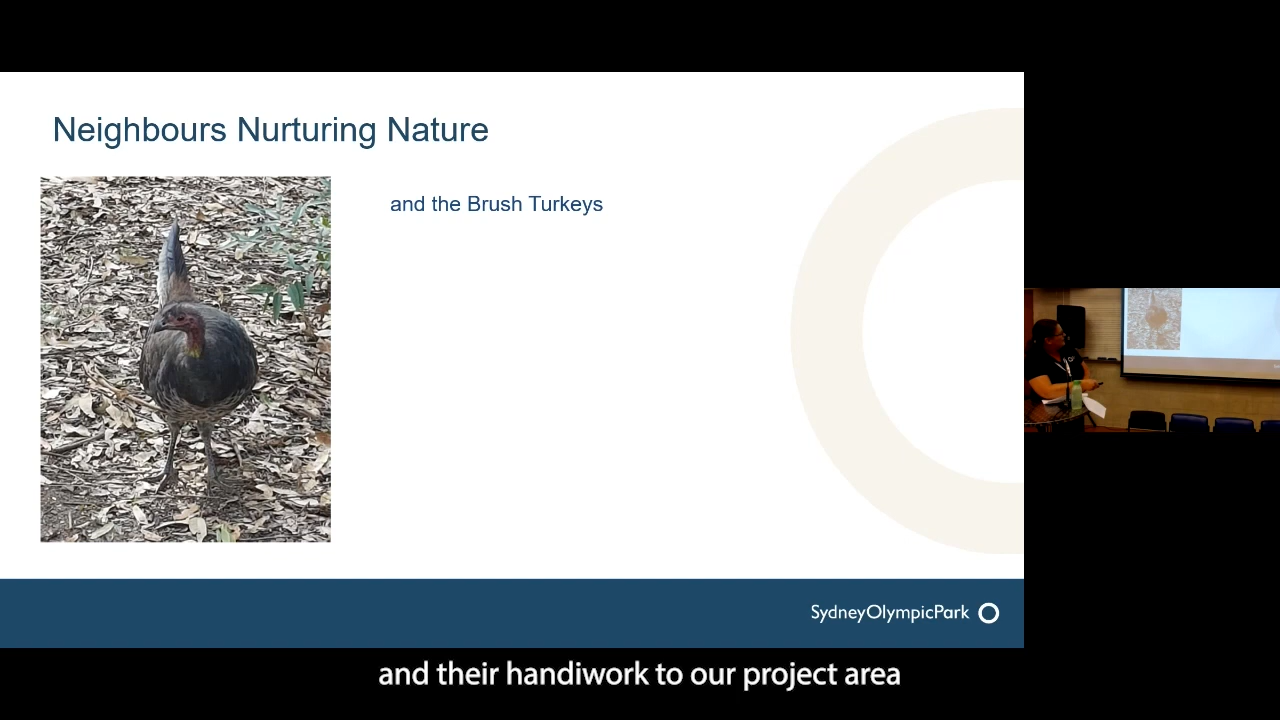 Neighbours Nurturing Nature
and the Brush Turkeys
SydneyOlympicPark
and their handiwork to our project area